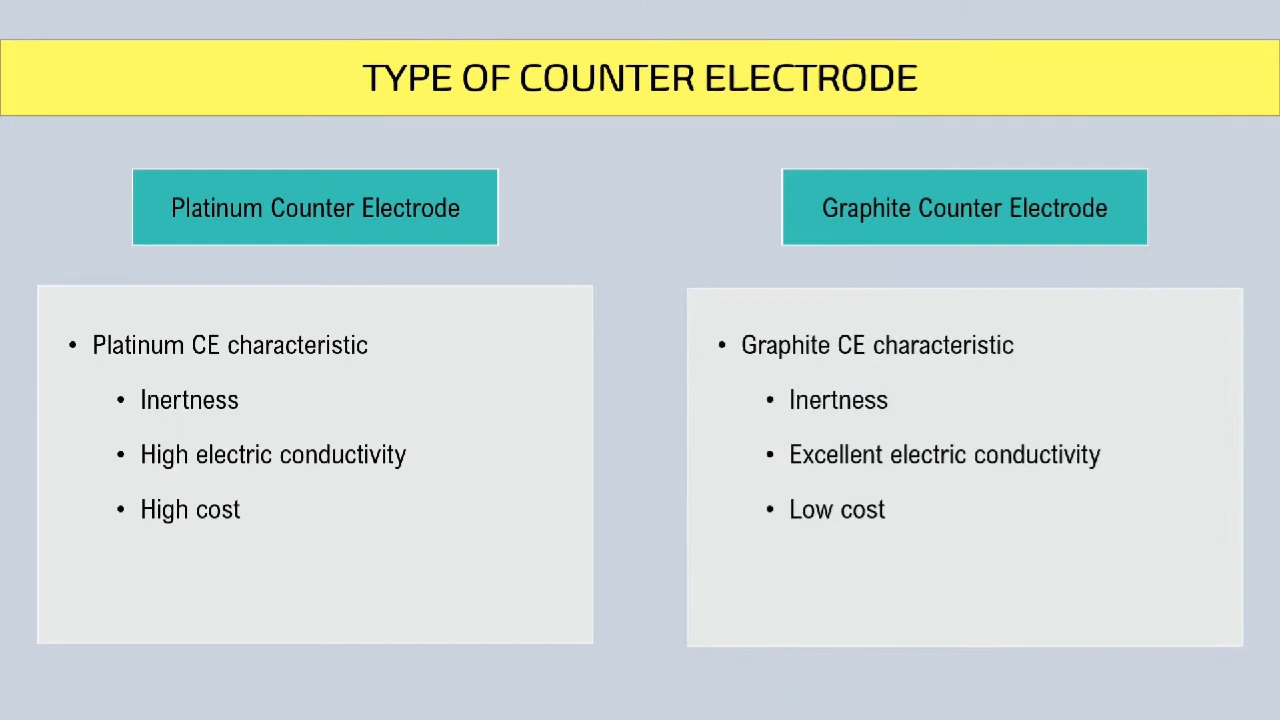 TYPE OF COUNTER ELECTRODE
Platinum Counter Electrode
• Platinum CE characteristic
• Inertness
• High electric conductivity
• High cost
Graphite Counter Electrode
• Graphite CE characteristic
• Inertness
• Excellent electric conductivity
• Low cost